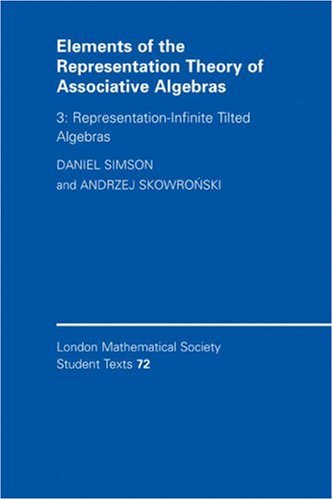 Elements of the
Representation Theory of
Associative Algebras
3: Representation-Infinite Tilted
Algebras
DANIEL SIMSON
and ANDRZEJ SKOWROŃSKI
London Mathematical Society
Student Texts 72